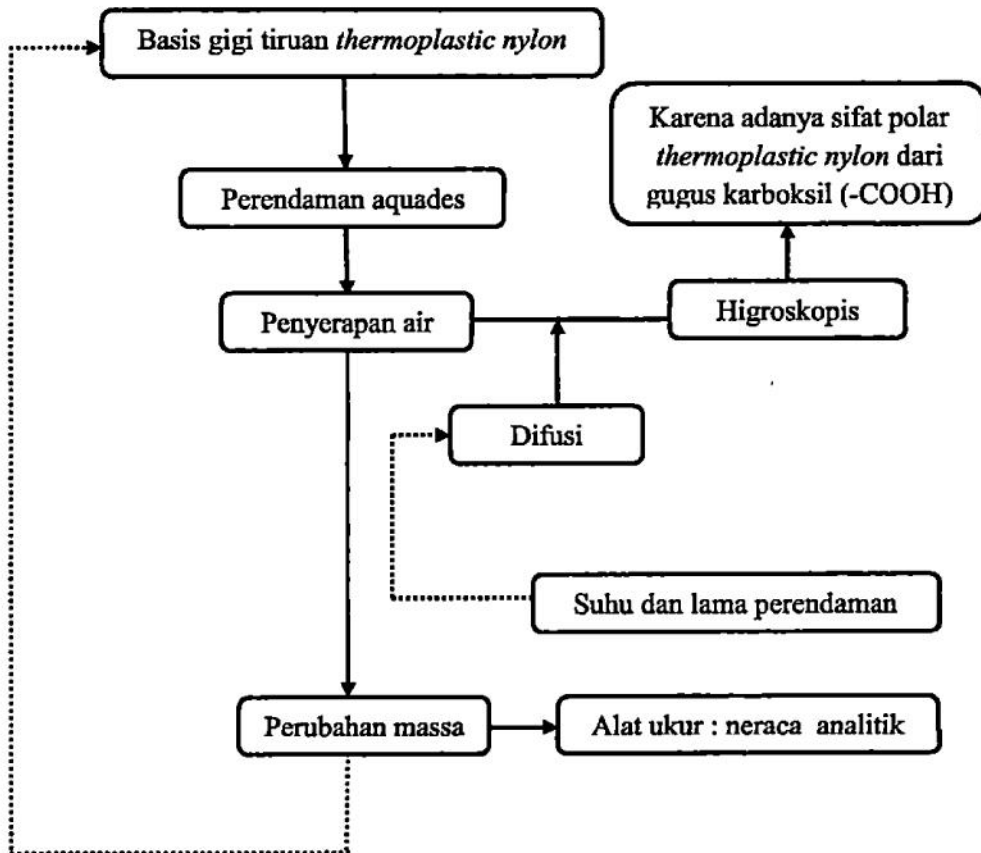 Basis gigi tiruan thermoplastic nylon
Karena adanya sifat polar
thermoplastic nylon dari
gugus karboksil (-COOH)
Perendaman aquades
Penyerapan air
Higroskopis
Difusi
Suhu dan lama perendaman
Perubahan massa
Alat ukur : neraca analitik